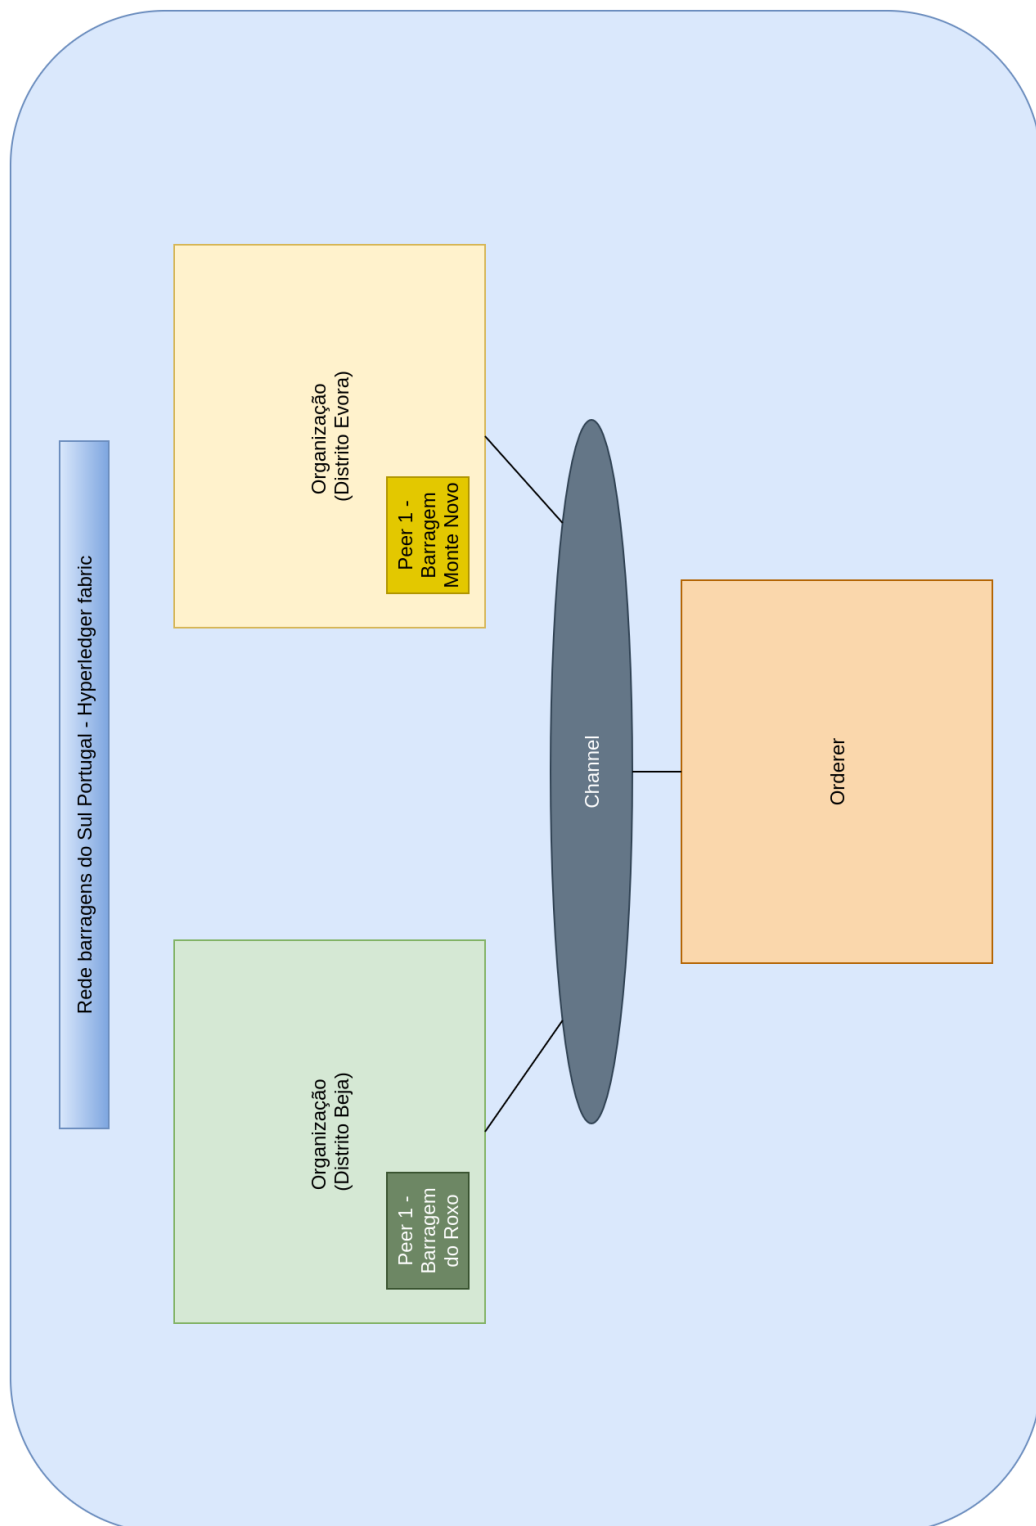 Rede barragens do Sul Portugal - Hyperledger fabric
Organização
(Distrito Beja)
Peer 1 -
Barragem
do Roxo
Organização
(Distrito Evora)
Peer 1 -
Barragem
Monte Novo
Channel
Orderer